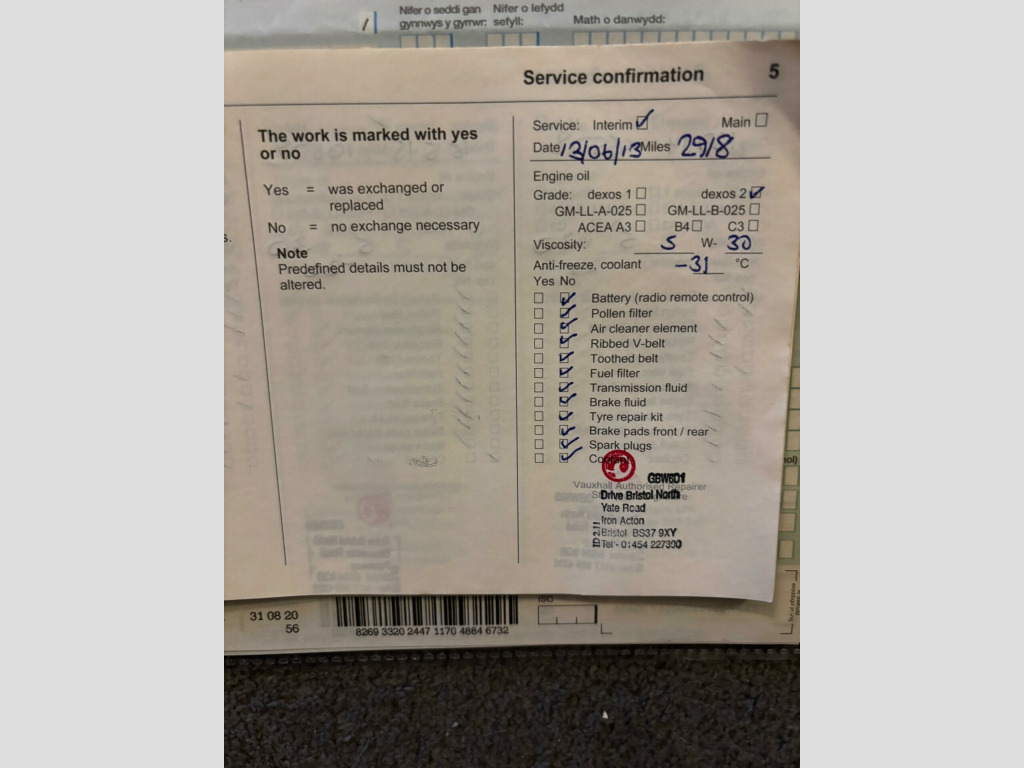 Nifer o seddi gan
gynnwys y gyrrwr:
Nifer o lefydd
sefyll:
Math o danwydd:
Service confirmation 5
The work is marked with yes
or no
Yes = was exchanged or
replaced
No = no exchange necessary
Note
Predefined details must not be
altered.
s.
Service: Interim Main
Date 13/06/13 Miles 2918
Engine oil
Grade: dexos 1 dexos 2
GM-LL-A-025 GM-LL-B-025
ACEA A3 B4 C3
Viscosity: 5 W- 30
Anti-freeze, coolant -31 °C
Yes No
Battery (radio remote control)
Pollen filter
Air cleaner element
Ribbed V-belt
Toothed belt
Fuel filter
Transmission fluid
Brake fluid
Tyre repair kit
Brake pads front / rear
Spark plugs
GBW6D1
Vauxhall Authorised Repairer
Drive Bristol North
Yate Road
Iron Acton
Bristol BS37 9XY
Tel - 01454 227300
ID 2.11
31 08 20
56
8269 3320 2447 1170 4884 6732